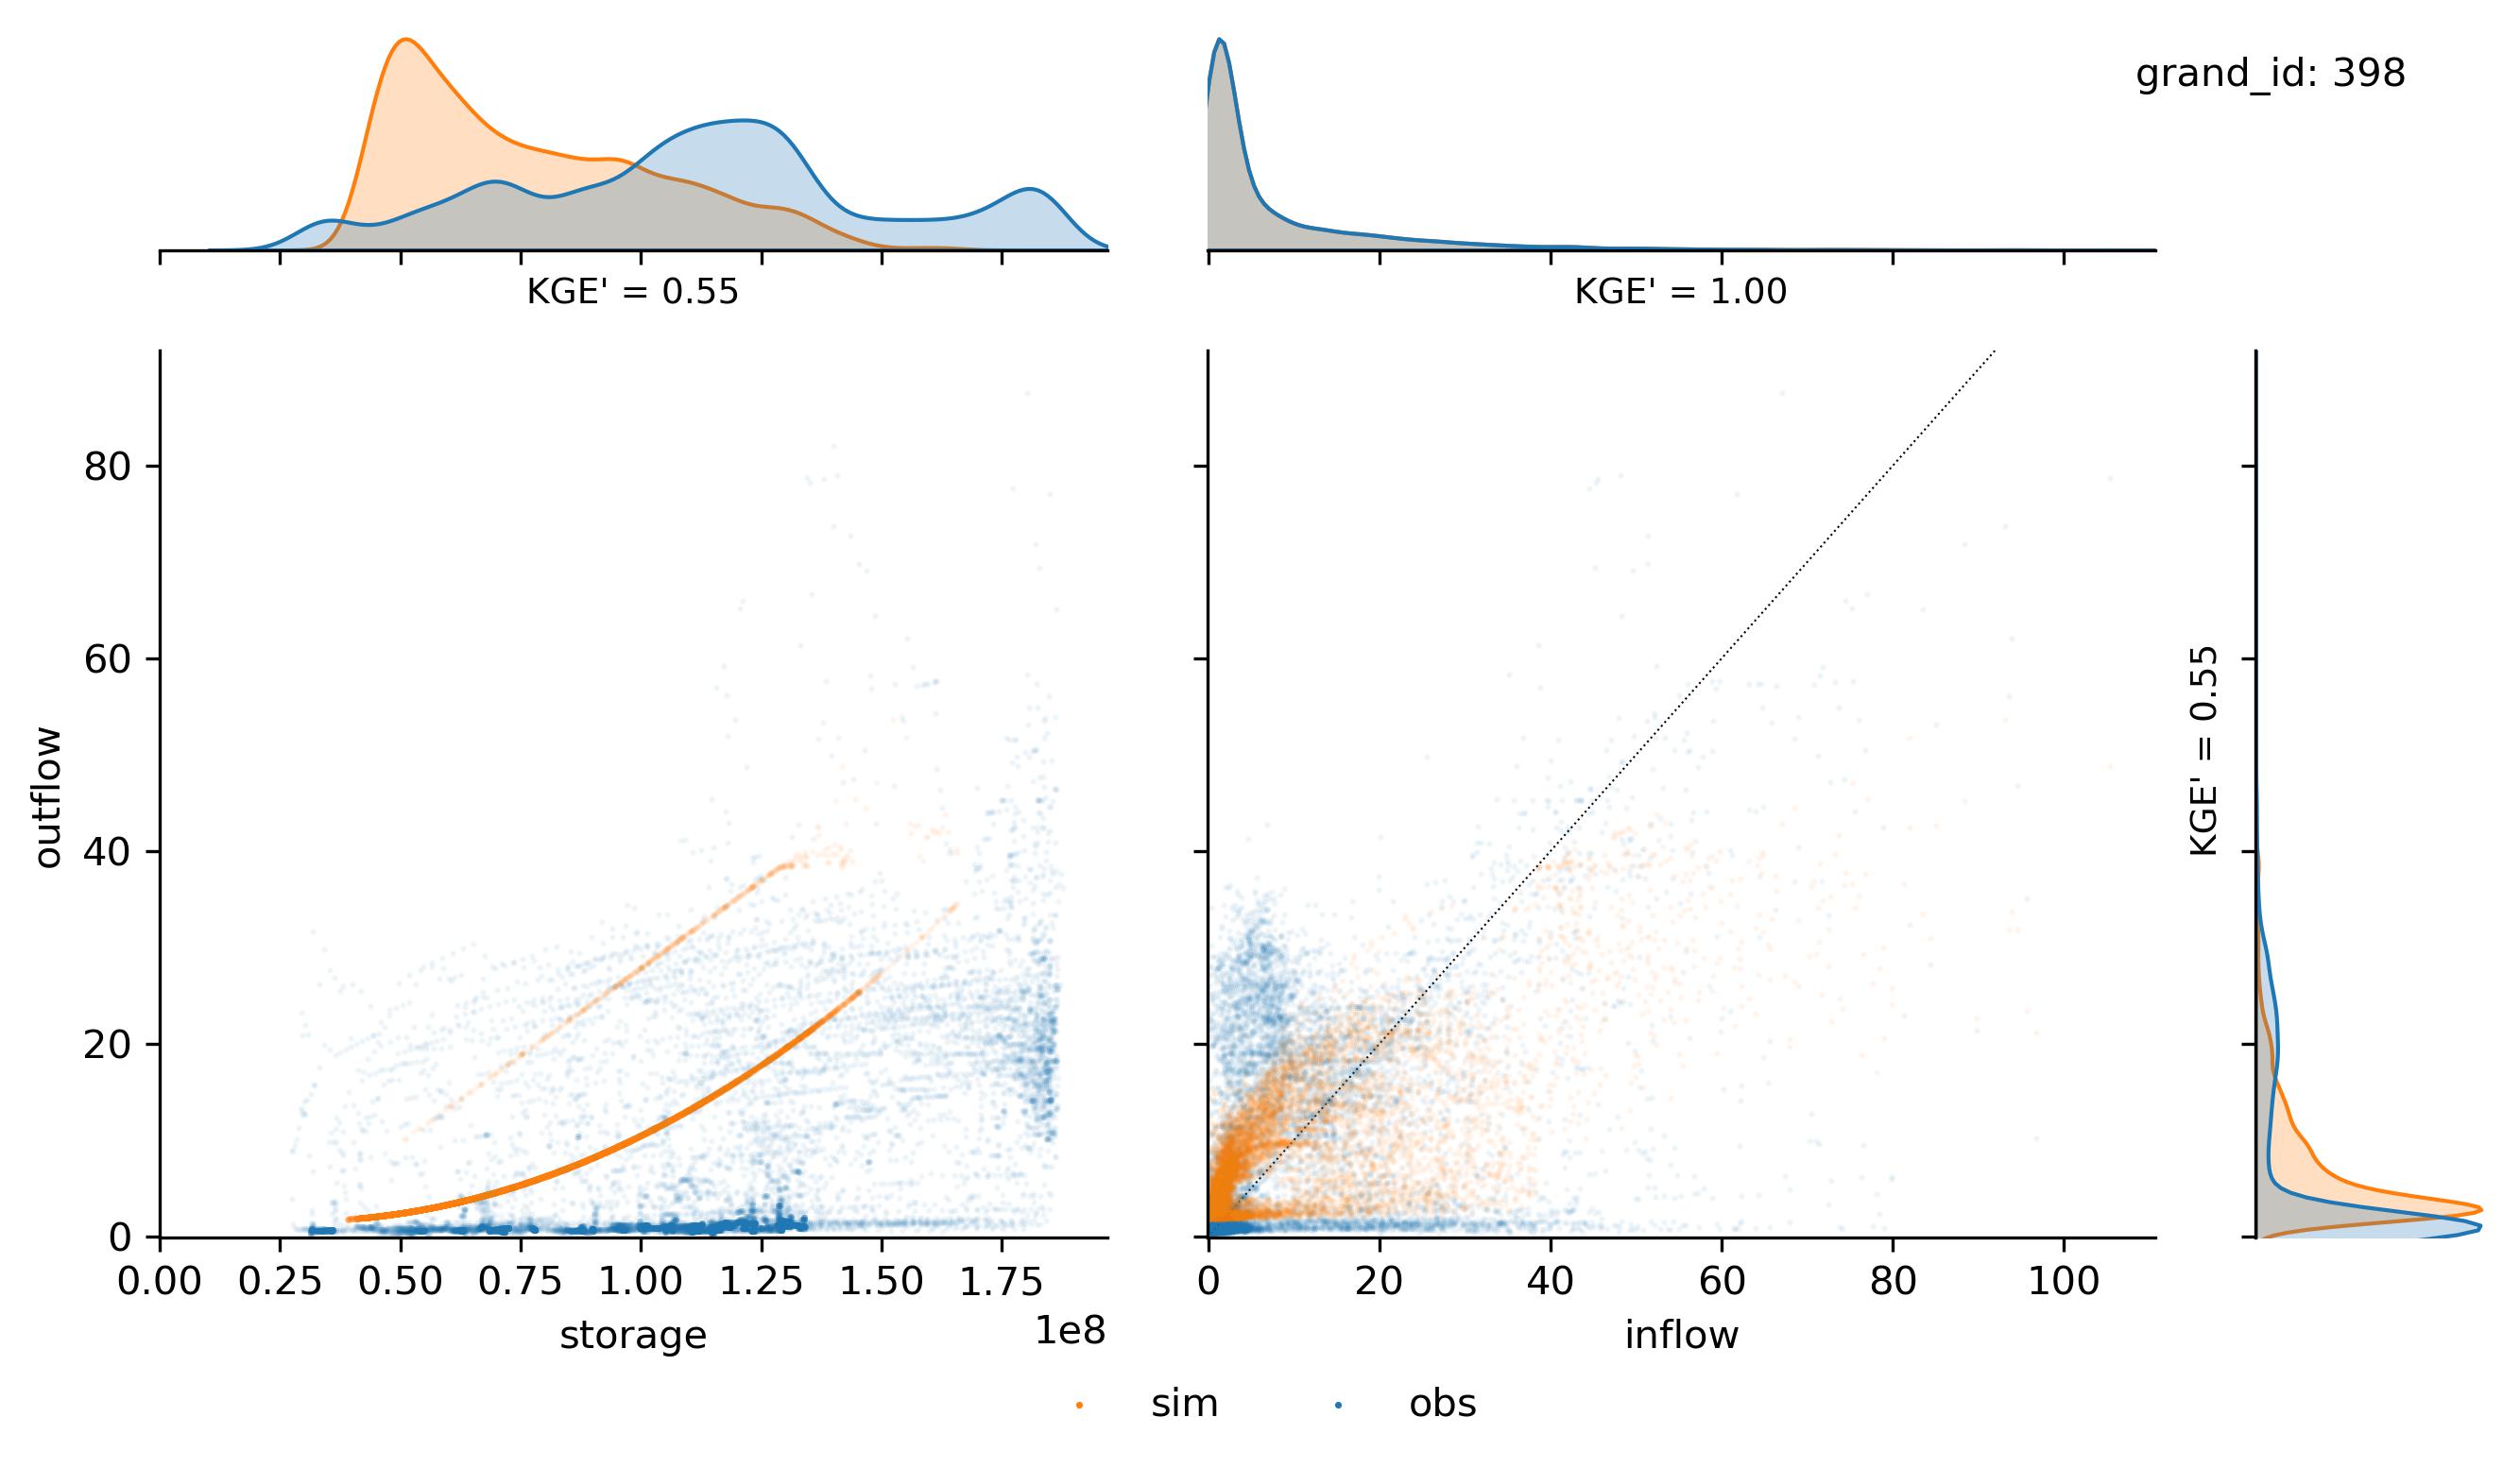 grand_id: 398
KGE' = 0.55
KGE' = 1.00
outflow
80
60
40
20
0
KGE' = 0.55
0.00 0.25 0.50 0.75 1.00 1.25 1.50 1.75
1e8
storage
0 20 40 60 80 100
inflow
sim obs